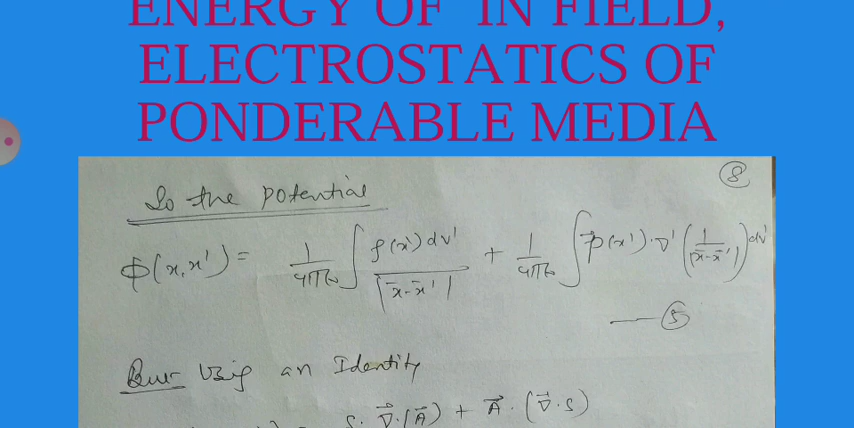 ENERGY OF IN FIELD,
ELECTROSTATICS OF
PONDERABLE MEDIA
8
So the potential
Φ(x,x') = 1/4πε₀ ∫ ρ(x')dv'/|x̄-x̄'| + 1/4πε₀ ∫ P(x')·∇'(1/|x̄-x̄'|)dv'
—5
But Using an Identity
S·∇⃗·(A⃗) + A⃗·(∇⃗·S)